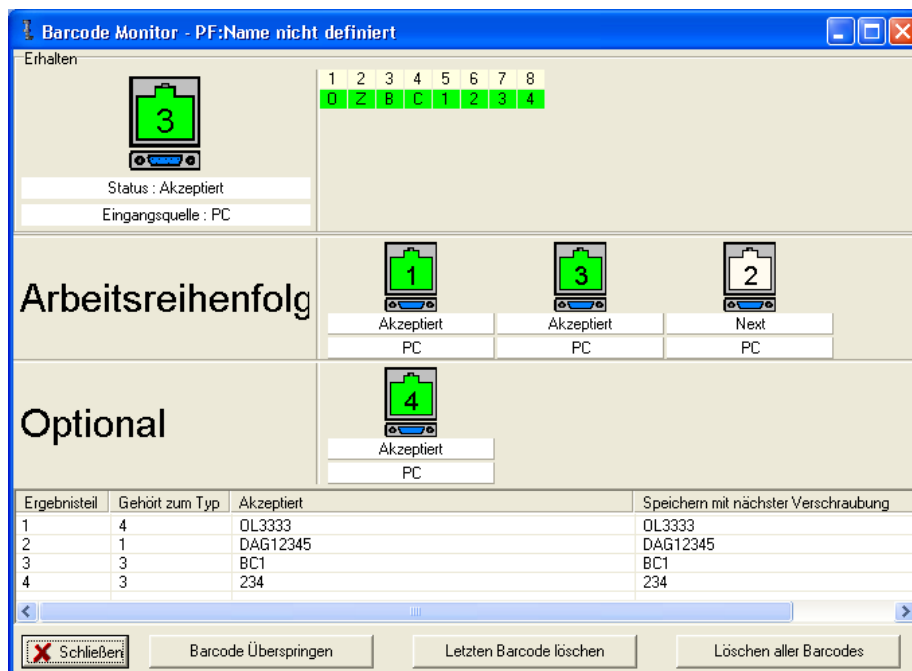 Barcode Monitor - PF:Name nicht definiert
Erhalten
3
Status : Akzeptiert
Eingangsquelle : PC
1 2 3 4 5 6 7 8
O Z B C 1 2 3 4
Arbeitsreihenfolg
1 3 2
Akzeptiert Akzeptiert Next
PC PC PC
Optional
4
Akzeptiert
PC
Ergebnisteil Gehört zum Typ Akzeptiert Speichern mit nächster Verschraubung
1 4 OL3333 OL3333
2 1 DAG12345 DAG12345
3 3 BC1 BC1
4 3 234 234
Schließen Barcode Überspringen Letzten Barcode löschen Löschen aller Barcodes